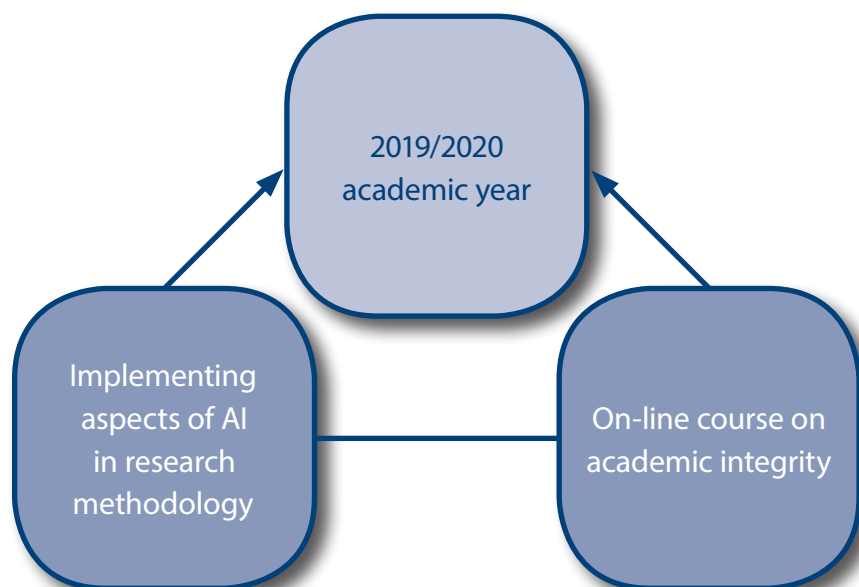 2019/2020
academic year
Implementing
aspects of AI
in research
methodology
On-line course on
academic integrity